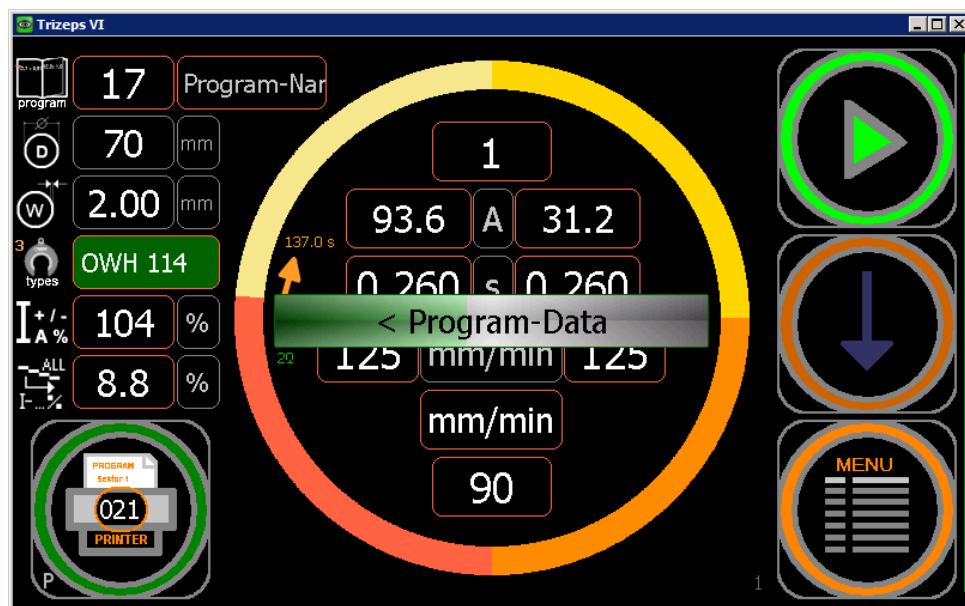 Trizeps VI
program
17
Program-Nar
D
70
mm
W
2.00
mm
3
types
OWH 114
I + / -
A %
104
%
ALL
I-...
8.8
%
PROGRAM
Sektor 1
021
PRINTER
P
1
93.6 A 31.2
137.0 s
0.260 s 0.260
< Program-Data
125 mm/min 125
mm/min
90
MENU
1